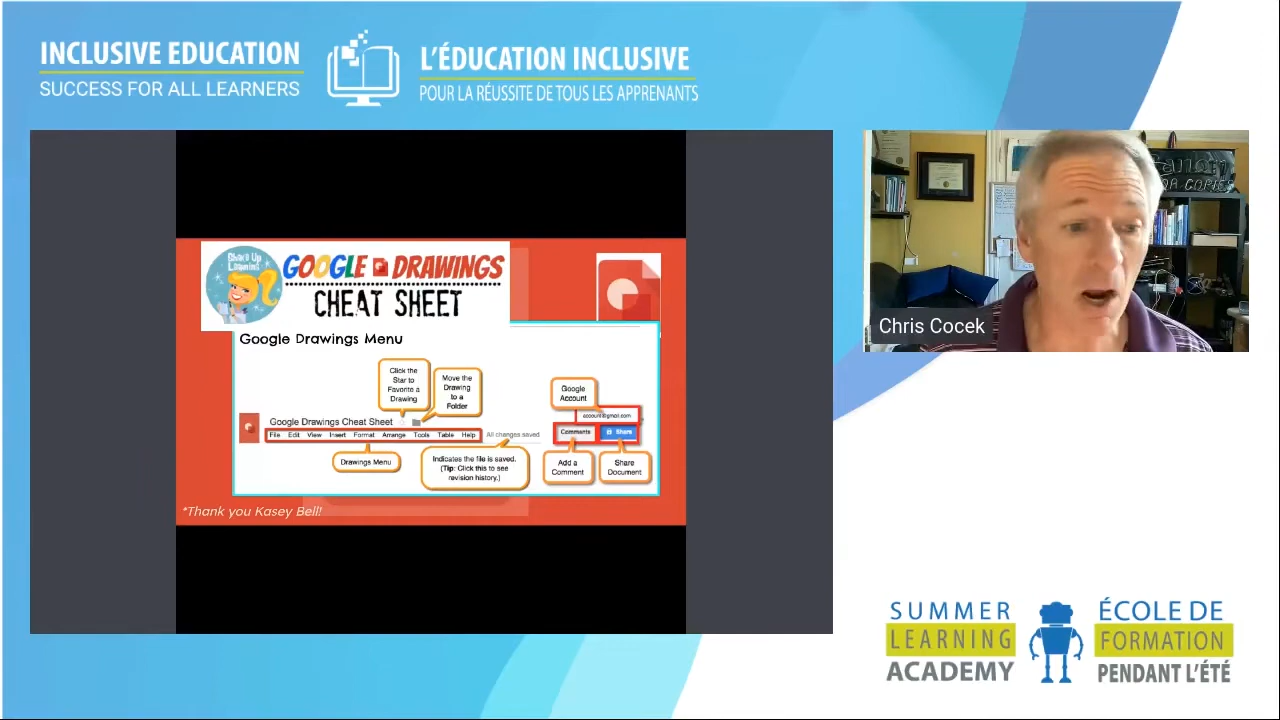 INCLUSIVE EDUCATION
SUCCESS FOR ALL LEARNERS
L'ÉDUCATION INCLUSIVE
POUR LA RÉUSSITE DE TOUS LES APPRENANTS
Shake Up
Learning
GOOGLE DRAWINGS
CHEAT SHEET
Google Drawings Menu
Click the
Star to
Favorite a
Drawing
Move the
Drawing
to a
Folder
Google
Account
Google Drawings Cheat Sheet
account@gmail.com
File Edit View Insert Format Arrange Tools Table Help
All changes saved
Comments
Share
Drawings Menu
Indicates the file is saved.
(Tip: Click this to see
revision history.)
Add a
Comment
Share
Document
*Thank you Kasey Bell!
Chris Cocek
SUMMER
LEARNING
ACADEMY
ÉCOLE DE
FORMATION
PENDANT L'ÉTÉ